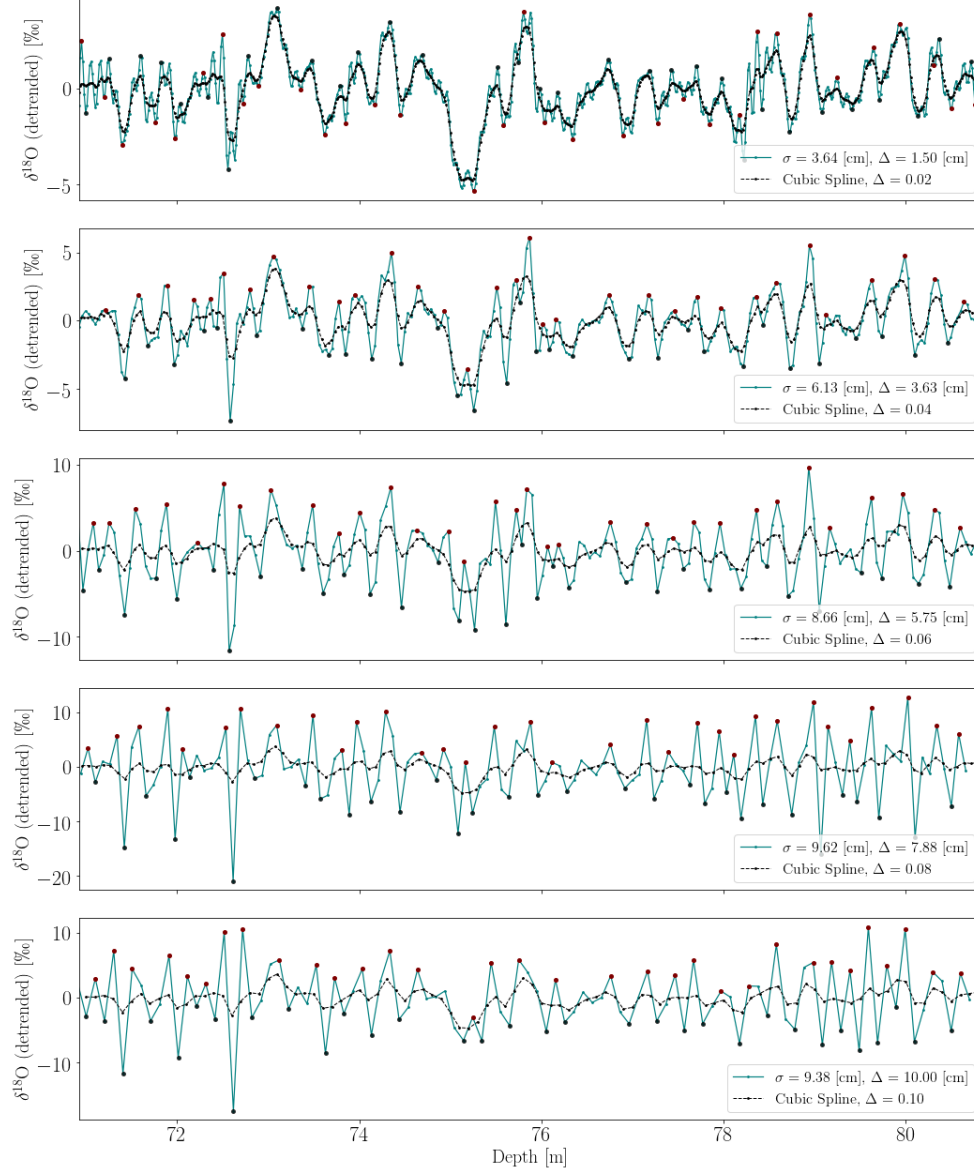 δ¹⁸O (detrended) [‰]
0
−5
σ = 3.64 [cm], Δ = 1.50 [cm]
Cubic Spline, Δ = 0.02
δ¹⁸O (detrended) [‰]
5
0
−5
σ = 6.13 [cm], Δ = 3.63 [cm]
Cubic Spline, Δ = 0.04
δ¹⁸O (detrended) [‰]
10
0
−10
σ = 8.66 [cm], Δ = 5.75 [cm]
Cubic Spline, Δ = 0.06
δ¹⁸O (detrended) [‰]
10
0
−10
−20
σ = 9.62 [cm], Δ = 7.88 [cm]
Cubic Spline, Δ = 0.08
δ¹⁸O (detrended) [‰]
10
0
−10
σ = 9.38 [cm], Δ = 10.00 [cm]
Cubic Spline, Δ = 0.10
72 74 76 78 80
Depth [m]